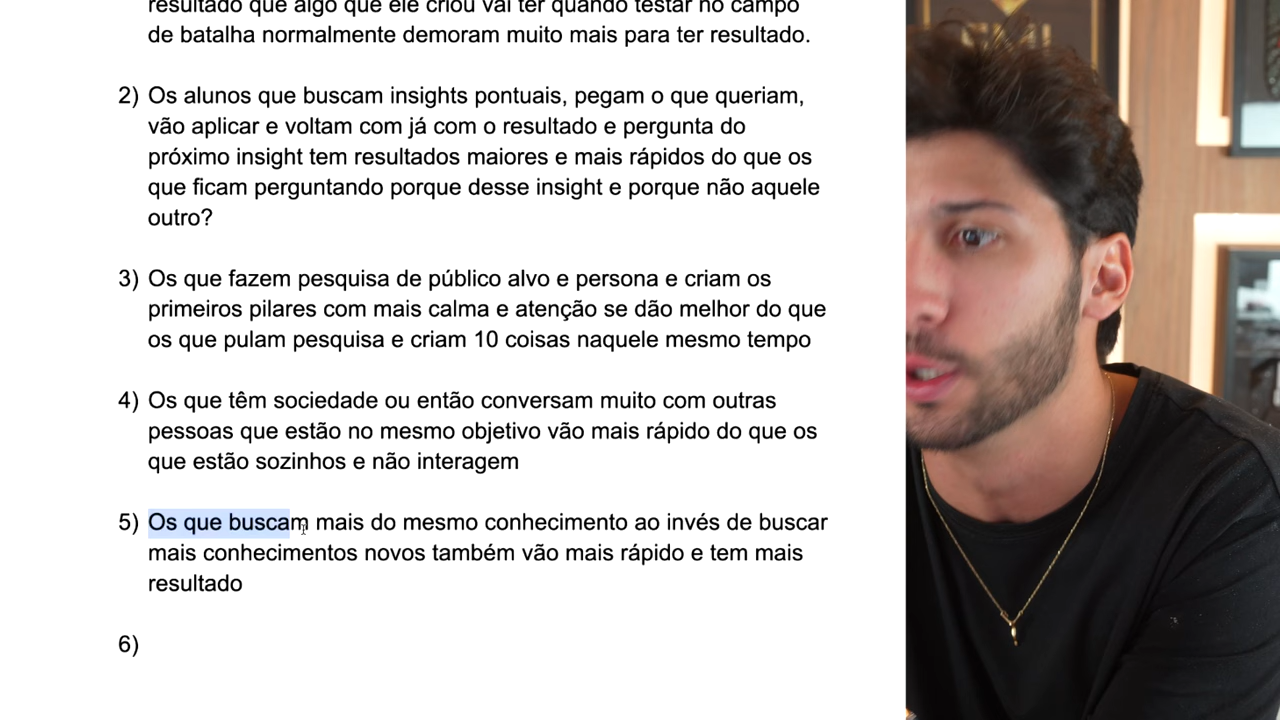 resultado que algo que ele criou vai ter quando testar no campo
de batalha normalmente demoram muito mais para ter resultado.
2) Os alunos que buscam insights pontuais, pegam o que queriam,
vão aplicar e voltam com já com o resultado e pergunta do
próximo insight tem resultados maiores e mais rápidos do que os
que ficam perguntando porque desse insight e porque não aquele
outro?
3) Os que fazem pesquisa de público alvo e persona e criam os
primeiros pilares com mais calma e atenção se dão melhor do que
os que pulam pesquisa e criam 10 coisas naquele mesmo tempo
4) Os que têm sociedade ou então conversam muito com outras
pessoas que estão no mesmo objetivo vão mais rápido do que os
que estão sozinhos e não interagem
5) Os que buscam mais do mesmo conhecimento ao invés de buscar
mais conhecimentos novos também vão mais rápido e tem mais
resultado
6)